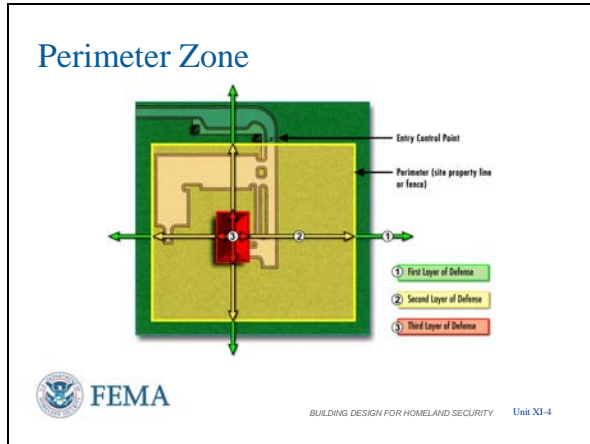 Perimeter Zone
Entry Control Point
Perimeter (site property line
or fence)
3
2
1
1 First Layer of Defense
2 Second Layer of Defense
3 Third Layer of Defense
FEMA
BUILDING DESIGN FOR HOMELAND SECURITY Unit XI-4